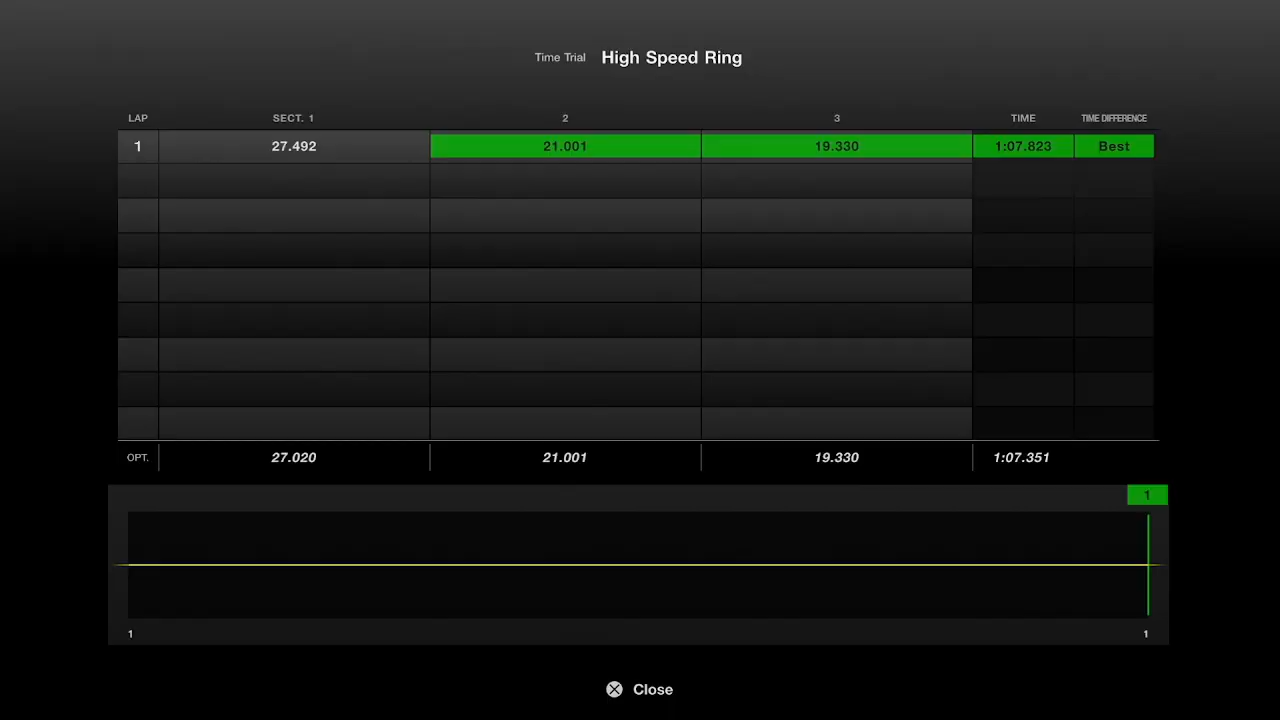 Time Trial High Speed Ring
LAP SECT. 1 2 3 TIME TIME DIFFERENCE
1 27.492 21.001 19.330 1:07.823 Best
OPT. 27.020 21.001 19.330 1:07.351
1
1 1
Close